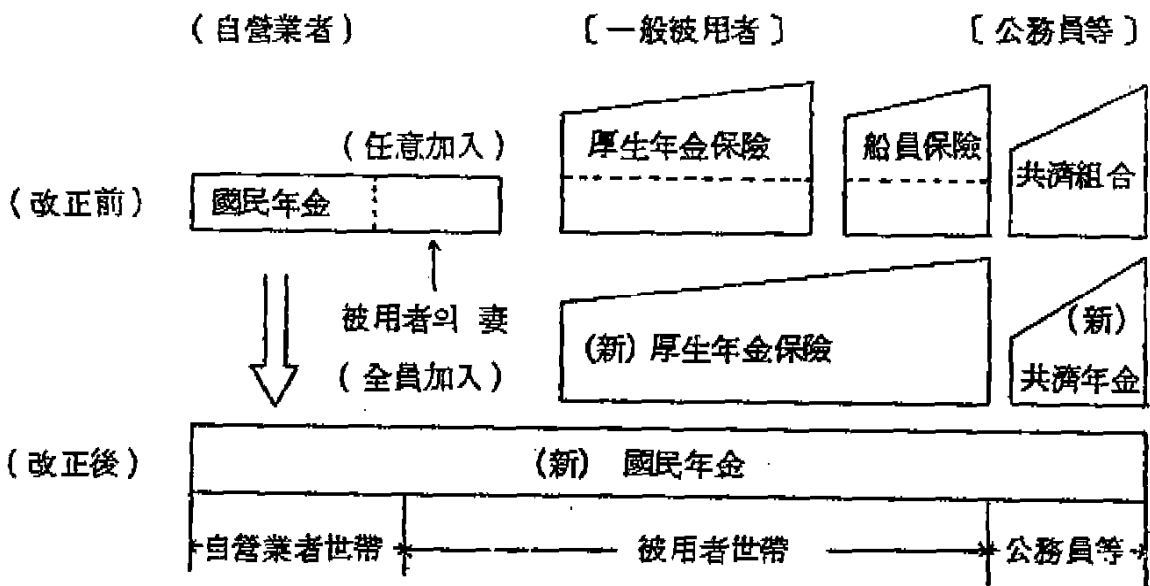 (自營業者) 〔一般被用者〕 〔公務員等〕
(任意加入) 厚生年金保險 船員保險
共濟組合
(改正前) 國民年金
被用者의 妻 (新)
(新) 厚生年金保險
(全員加入) 共濟年金
(改正後) (新) 國民年金
自營業者世帶 被用者世帶 公務員等